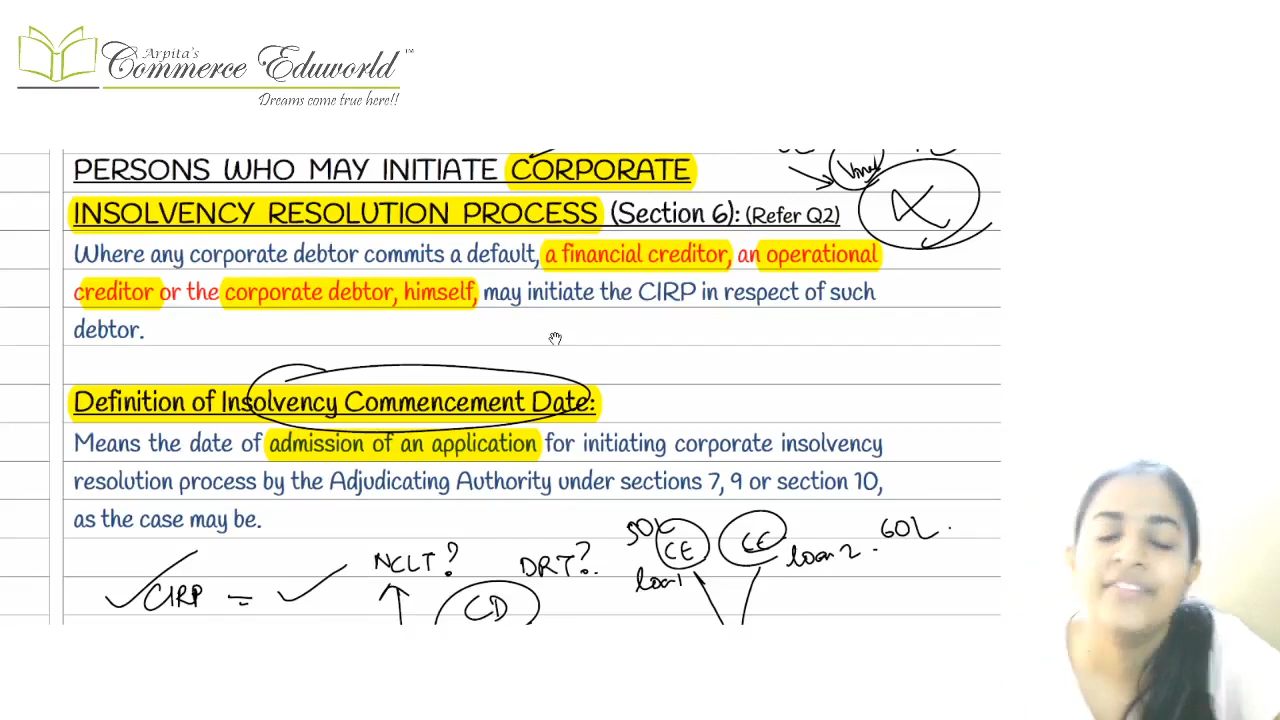 Arpita's
Commerce Eduworld™
Dreams come true here!!
PERSONS WHO MAY INITIATE CORPORATE
INSOLVENCY RESOLUTION PROCESS (Section 6): (Refer Q2)
Where any corporate debtor commits a default, a financial creditor, an operational
creditor or the corporate debtor, himself, may initiate the CIRP in respect of such
debtor.
Definition of Insolvency Commencement Date:
Means the date of admission of an application for initiating corporate insolvency
resolution process by the Adjudicating Authority under sections 7, 9 or section 10,
as the case may be.
50L CE CE 60L
NCLT? DRT?. loan1 loan 2
CIRP = CD